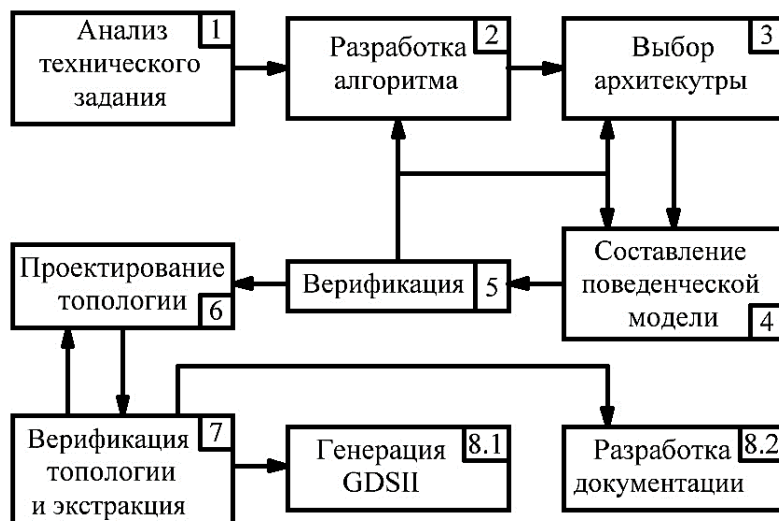 Анализ
технического
задания
1
Разработка
алгоритма
2
Выбор
архитекутры
3
Проектирование
топологии
6
Верификация
5
Составление
поведенческой
модели
4
Верификация
топологии
и экстракция
7
Генерация
GDSII
8.1
Разработка
документации
8.2